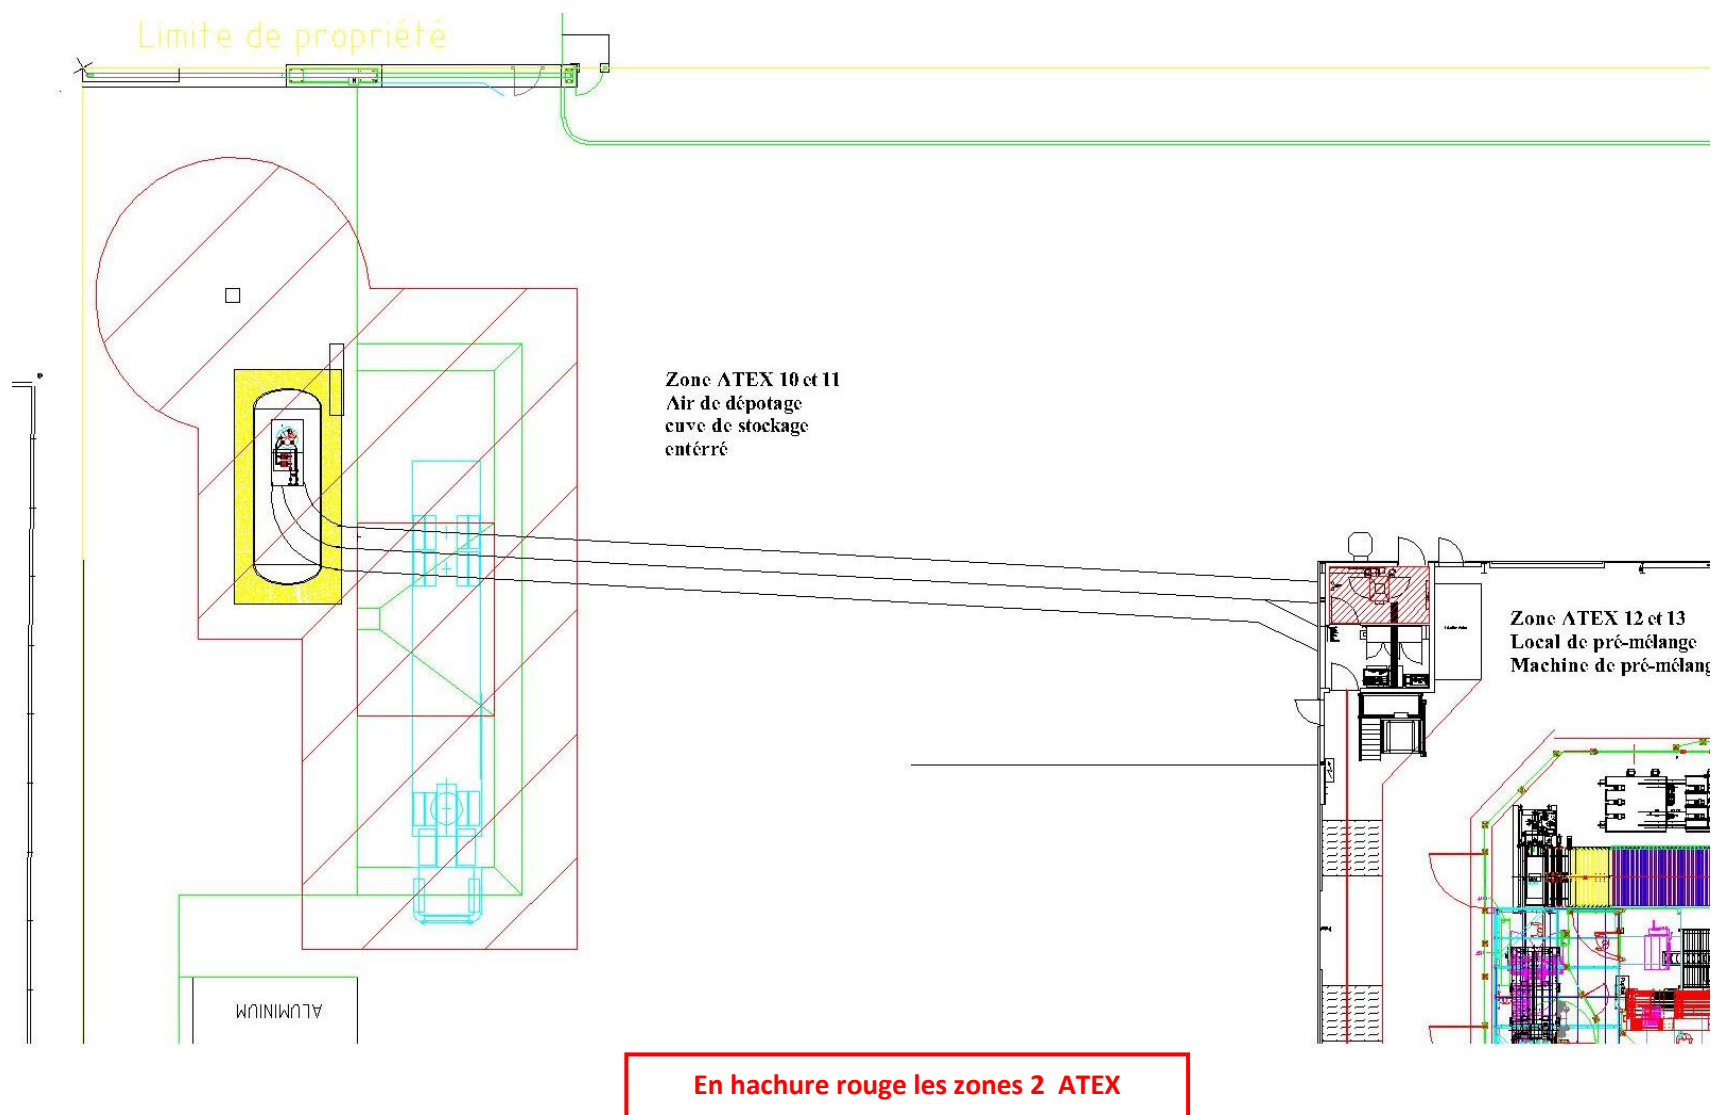 Limite de propriété
Zone ATEX 10 et 11
Air de dépotage
cuve de stockage
entérré
Zone ATEX 12 et 13
Local de pré-mélange
Machine de pré-mélang
ALUMINIUM
En hachure rouge les zones 2 ATEX